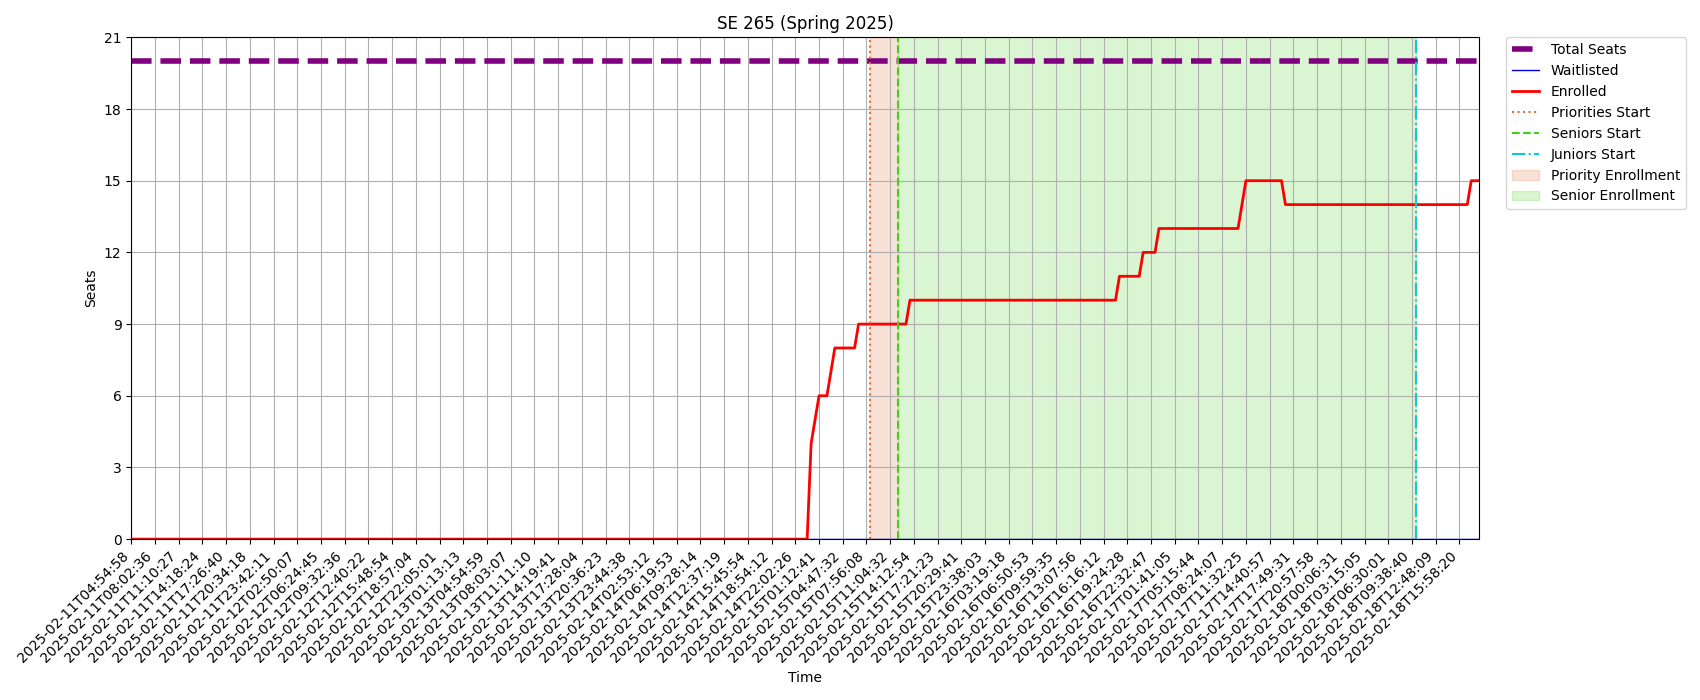 SE 265 (Spring 2025)
21
18
15
12
9
6
3
0
Seats
Total Seats
Waitlisted
Enrolled
Priorities Start
Seniors Start
Juniors Start
Priority Enrollment
Senior Enrollment
2025-02-11T04:54:58
2025-02-11T08:02:36
2025-02-11T11:10:27
2025-02-11T14:18:24
2025-02-11T17:26:40
2025-02-11T20:34:18
2025-02-11T23:42:11
2025-02-12T02:50:07
2025-02-12T06:24:45
2025-02-12T09:32:36
2025-02-12T12:40:22
2025-02-12T15:48:54
2025-02-12T18:57:04
2025-02-12T22:05:01
2025-02-13T01:13:13
2025-02-13T04:54:59
2025-02-13T08:03:07
2025-02-13T11:11:10
2025-02-13T14:19:41
2025-02-13T17:28:04
2025-02-13T20:36:23
2025-02-13T23:44:38
2025-02-14T02:53:12
2025-02-14T06:19:53
2025-02-14T09:28:14
2025-02-14T12:37:19
2025-02-14T15:45:54
2025-02-14T18:54:12
2025-02-14T22:02:26
2025-02-15T01:12:41
2025-02-15T04:47:32
2025-02-15T07:56:08
2025-02-15T11:04:32
2025-02-15T14:12:54
2025-02-15T17:21:23
2025-02-15T20:29:41
2025-02-15T23:38:03
2025-02-16T03:19:18
2025-02-16T06:50:53
2025-02-16T09:59:35
2025-02-16T13:07:56
2025-02-16T16:16:12
2025-02-16T19:24:28
2025-02-16T22:32:47
2025-02-17T01:41:05
2025-02-17T05:15:44
2025-02-17T08:24:07
2025-02-17T11:32:25
2025-02-17T14:40:57
2025-02-17T17:49:31
2025-02-17T20:57:58
2025-02-18T00:06:31
2025-02-18T03:15:05
2025-02-18T06:30:01
2025-02-18T09:38:40
2025-02-18T12:48:09
2025-02-18T15:58:20
Time